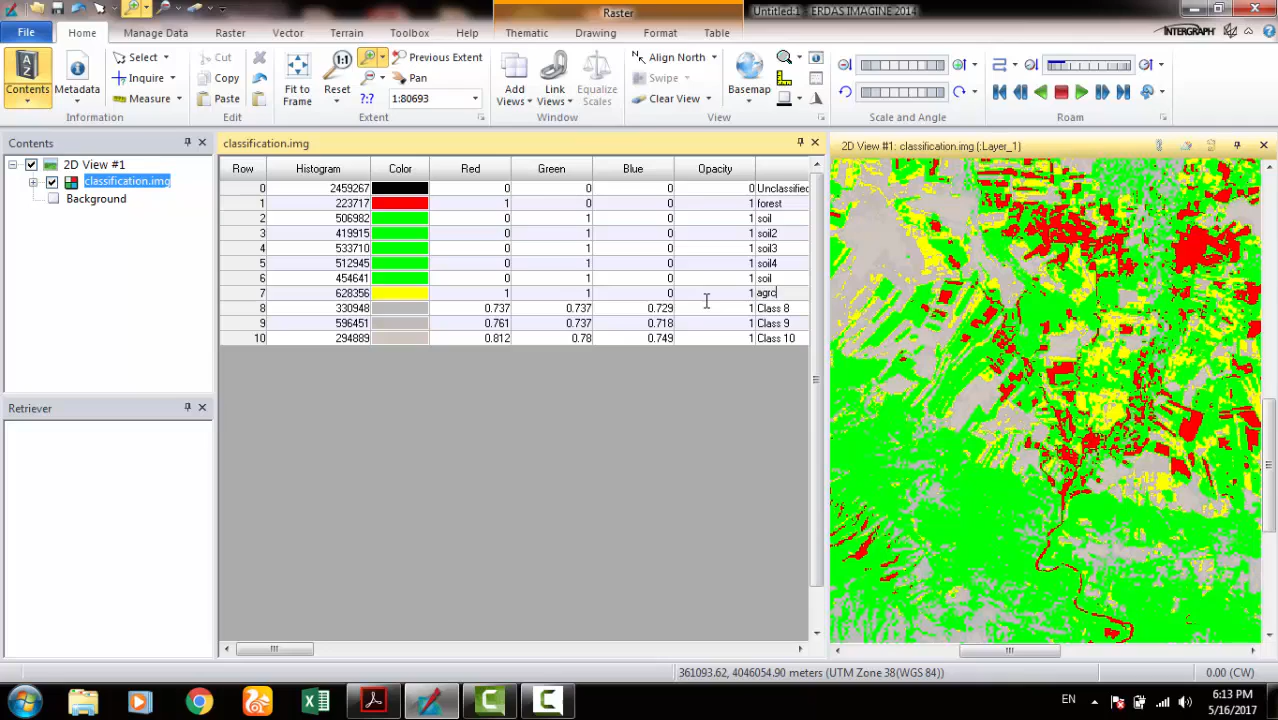 Raster
Untitled:1 - ERDAS IMAGINE 2014
File
Home
Manage Data
Raster
Vector
Terrain
Toolbox
Help
Thematic
Drawing
Format
Table
INTERGRAPH
Contents
Metadata
Select
Inquire
Measure
Cut
Copy
Paste
Information
Edit
Fit to Frame
1:1
Reset
Previous Extent
Pan
?:?
1:80693
Extent
Add Views
Link Views
Equalize Scales
Window
Align North
Swipe
Clear View
Basemap
View
Scale and Angle
Roam
Contents
2D View #1
classification.img
Background
Retriever
classification.img
Row Histogram Color Red Green Blue Opacity
0 2459267 0 0 0 0 Unclassified
1 223717 1 0 0 1 forest
2 506982 0 1 0 1 soil
3 419915 0 1 0 1 soil2
4 533710 0 1 0 1 soil3
5 512945 0 1 0 1 soil4
6 454641 0 1 0 1 soil
7 628356 1 1 0 1 agrc
8 330948 0.737 0.737 0.729 1 Class 8
9 596451 0.761 0.737 0.718 1 Class 9
10 294889 0.812 0.78 0.749 1 Class 10
2D View #1: classification.img (:Layer_1)
361093.62, 4046054.90 meters (UTM Zone 38(WGS 84))
0.00 (CW)
EN
6:13 PM
5/16/2017